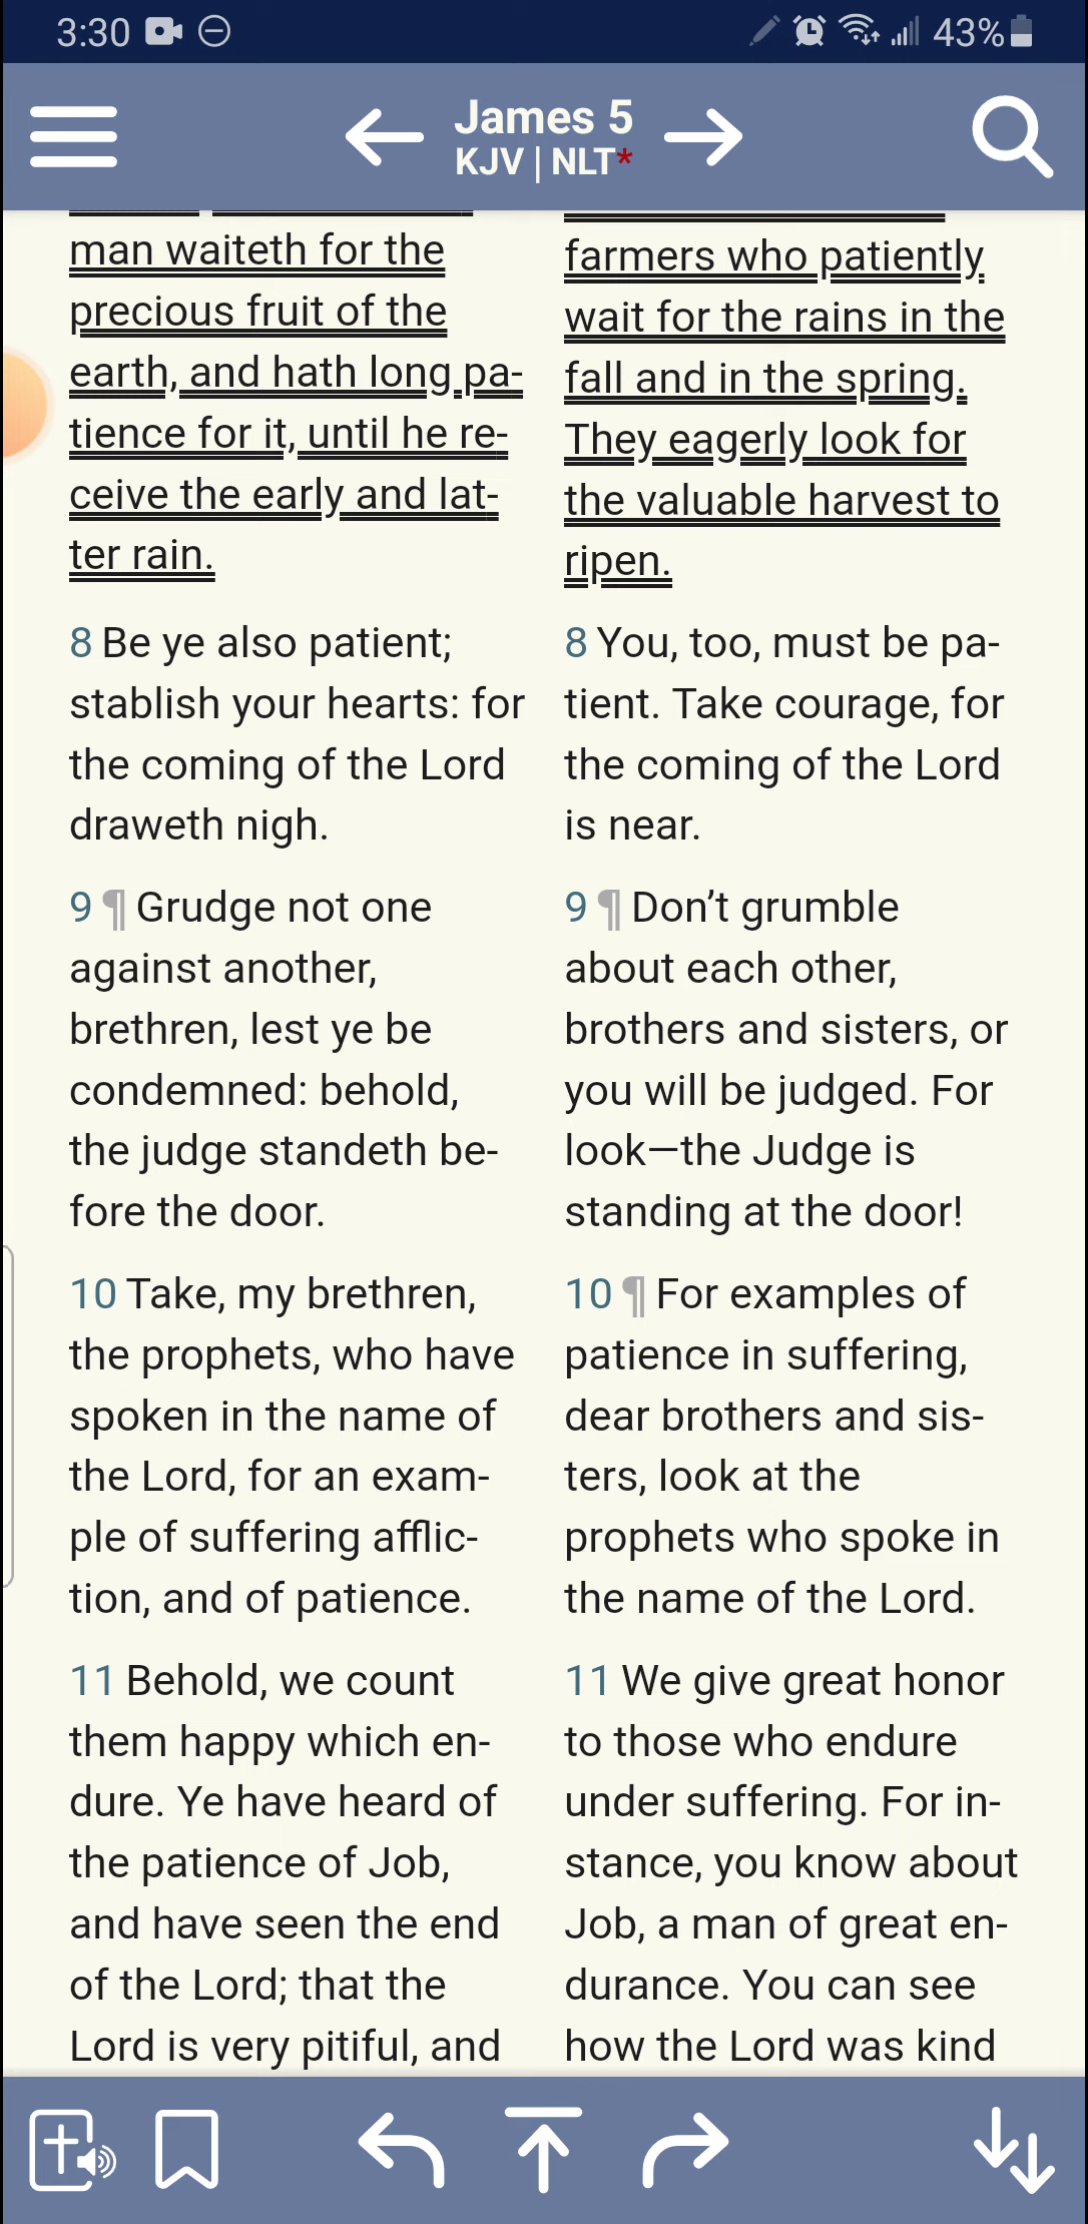 3:30
43%
James 5
KJV | NLT*
man waiteth for the
precious fruit of the
earth, and hath long pa-
tience for it, until he re-
ceive the early and lat-
ter rain.
8 Be ye also patient;
stablish your hearts: for
the coming of the Lord
draweth nigh.
9 ¶ Grudge not one
against another,
brethren, lest ye be
condemned: behold,
the judge standeth be-
fore the door.
10 Take, my brethren,
the prophets, who have
spoken in the name of
the Lord, for an exam-
ple of suffering afflic-
tion, and of patience.
11 Behold, we count
them happy which en-
dure. Ye have heard of
the patience of Job,
and have seen the end
of the Lord; that the
Lord is very pitiful, and
farmers who patiently
wait for the rains in the
fall and in the spring.
They eagerly look for
the valuable harvest to
ripen.
8 You, too, must be pa-
tient. Take courage, for
the coming of the Lord
is near.
9 ¶ Don’t grumble
about each other,
brothers and sisters, or
you will be judged. For
look—the Judge is
standing at the door!
10 ¶ For examples of
patience in suffering,
dear brothers and sis-
ters, look at the
prophets who spoke in
the name of the Lord.
11 We give great honor
to those who endure
under suffering. For in-
stance, you know about
Job, a man of great en-
durance. You can see
how the Lord was kind